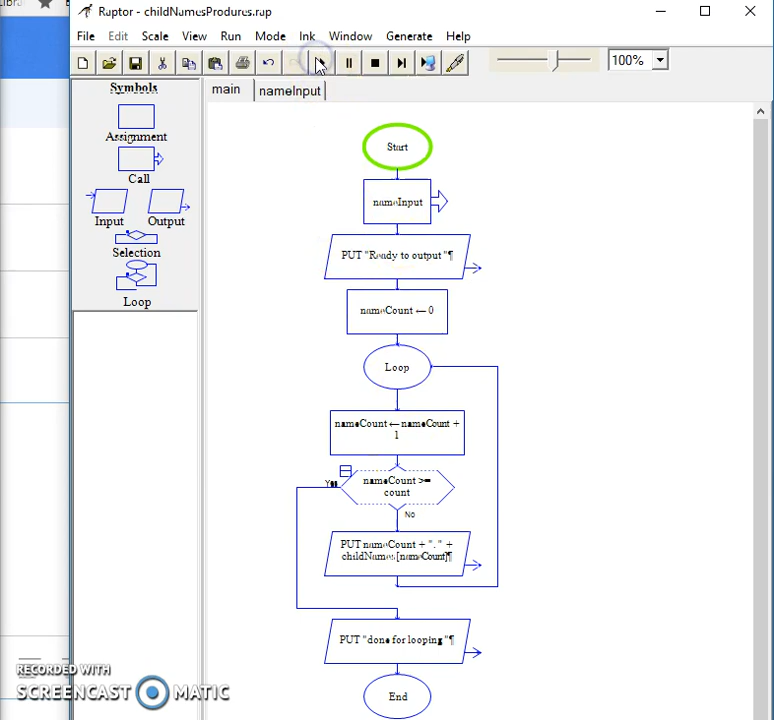 Raptor - childNamesProdures.rap
File Edit Scale View Run Mode Ink Window Generate Help
100%
Symbols
main nameInput
Assignment
Call
Input Output
Selection
Loop
Start
nameInput
PUT "Ready to output"¶
nameCount ← 0
Loop
nameCount ← nameCount +
1
nameCount >=
count
Yes
No
PUT nameCount + ". " +
childNames[nameCount]¶
PUT "done for looping"¶
End
RECORDED WITH
SCREENCAST MATIC